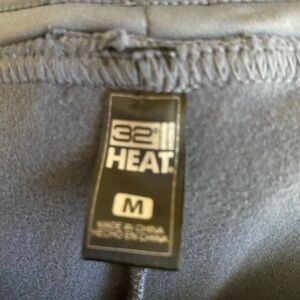 32°
HEAT.
M
MADE IN CHINA
HECHO EN CHINA